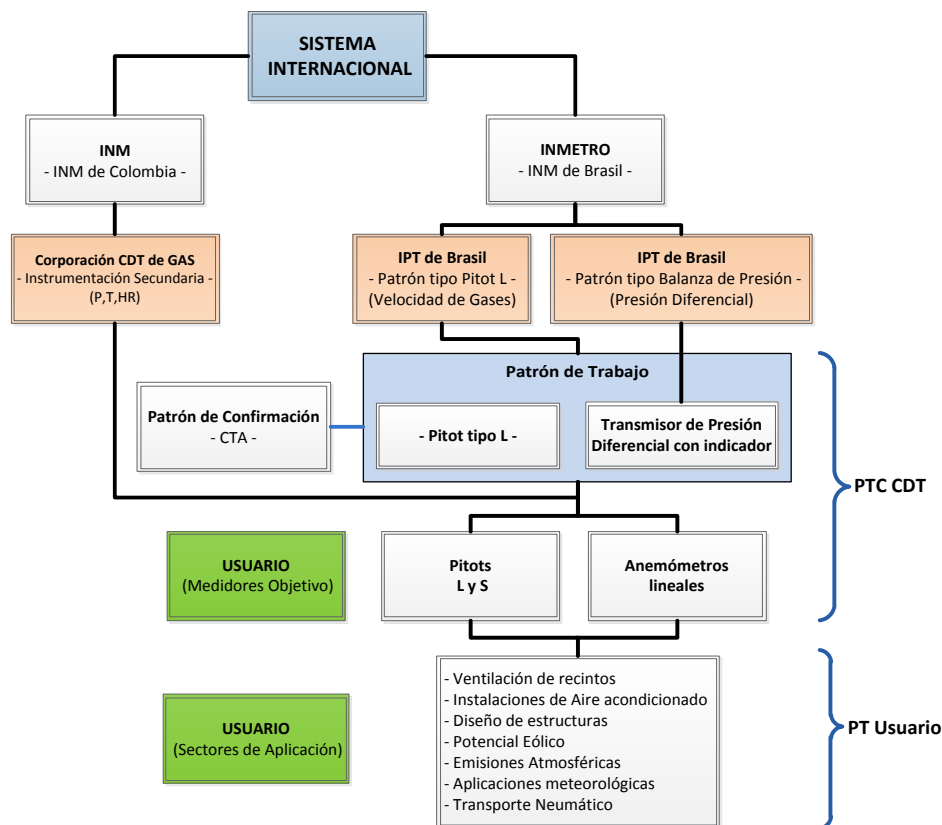 SISTEMA
INTERNACIONAL
INM
- INM de Colombia -
INMETRO
- INM de Brasil -
Corporación CDT de GAS
- Instrumentación Secundaria -
(P,T,HR)
IPT de Brasil
- Patrón tipo Pitot L -
(Velocidad de Gases)
IPT de Brasil
- Patrón tipo Balanza de Presión -
(Presión Diferencial)
Patrón de Trabajo
Patrón de Confirmación
- CTA -
- Pitot tipo L -
Transmisor de Presión
Diferencial con indicador
PTC CDT
USUARIO
(Medidores Objetivo)
Pitots
L y S
Anemómetros
lineales
USUARIO
(Sectores de Aplicación)
- Ventilación de recintos
- Instalaciones de Aire acondicionado
- Diseño de estructuras
- Potencial Eólico
- Emisiones Atmosféricas
- Aplicaciones meteorológicas
- Transporte Neumático
PT Usuario